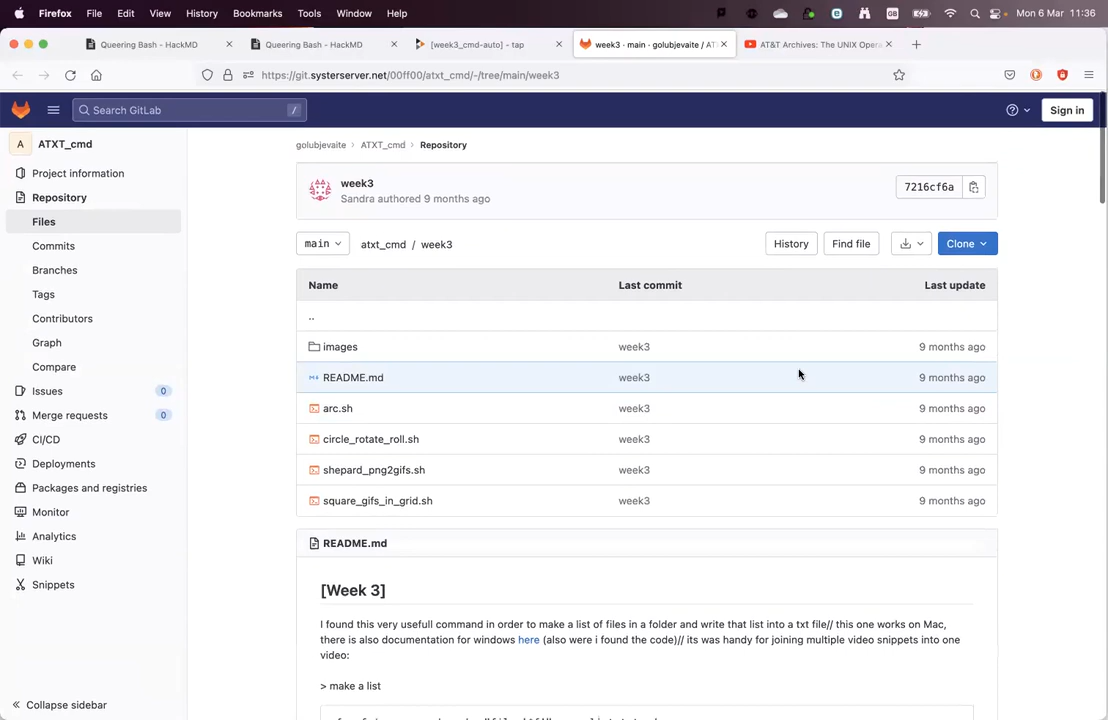 Firefox File Edit View History Bookmarks Tools Window Help Mon 6 Mar 11:36
Queering Bash - HackMD Queering Bash - HackMD [week3_cmd-auto] - tap week3 · main · golubjevaite / AT AT&T Archives: The UNIX Opera
https://git.systerserver.net/00ff00/atxt_cmd/-/tree/main/week3
Search GitLab / Sign in
A ATXT_cmd
Project information
Repository
Files
Commits
Branches
Tags
Contributors
Graph
Compare
Issues 0
Merge requests 0
CI/CD
Deployments
Packages and registries
Monitor
Analytics
Wiki
Snippets
Collapse sidebar
golubjevaite › ATXT_cmd › Repository
week3
Sandra authored 9 months ago
7216cf6a
main atxt_cmd / week3 History Find file Clone
Name Last commit Last update
..
images week3 9 months ago
README.md week3 9 months ago
arc.sh week3 9 months ago
circle_rotate_roll.sh week3 9 months ago
shepard_png2gifs.sh week3 9 months ago
square_gifs_in_grid.sh week3 9 months ago
README.md
[Week 3]
I found this very usefull command in order to make a list of files in a folder and write that list into a txt file// this one works on Mac,
there is also documentation for windows here (also were i found the code)// its was handy for joining multiple video snippets into one
video:
> make a list